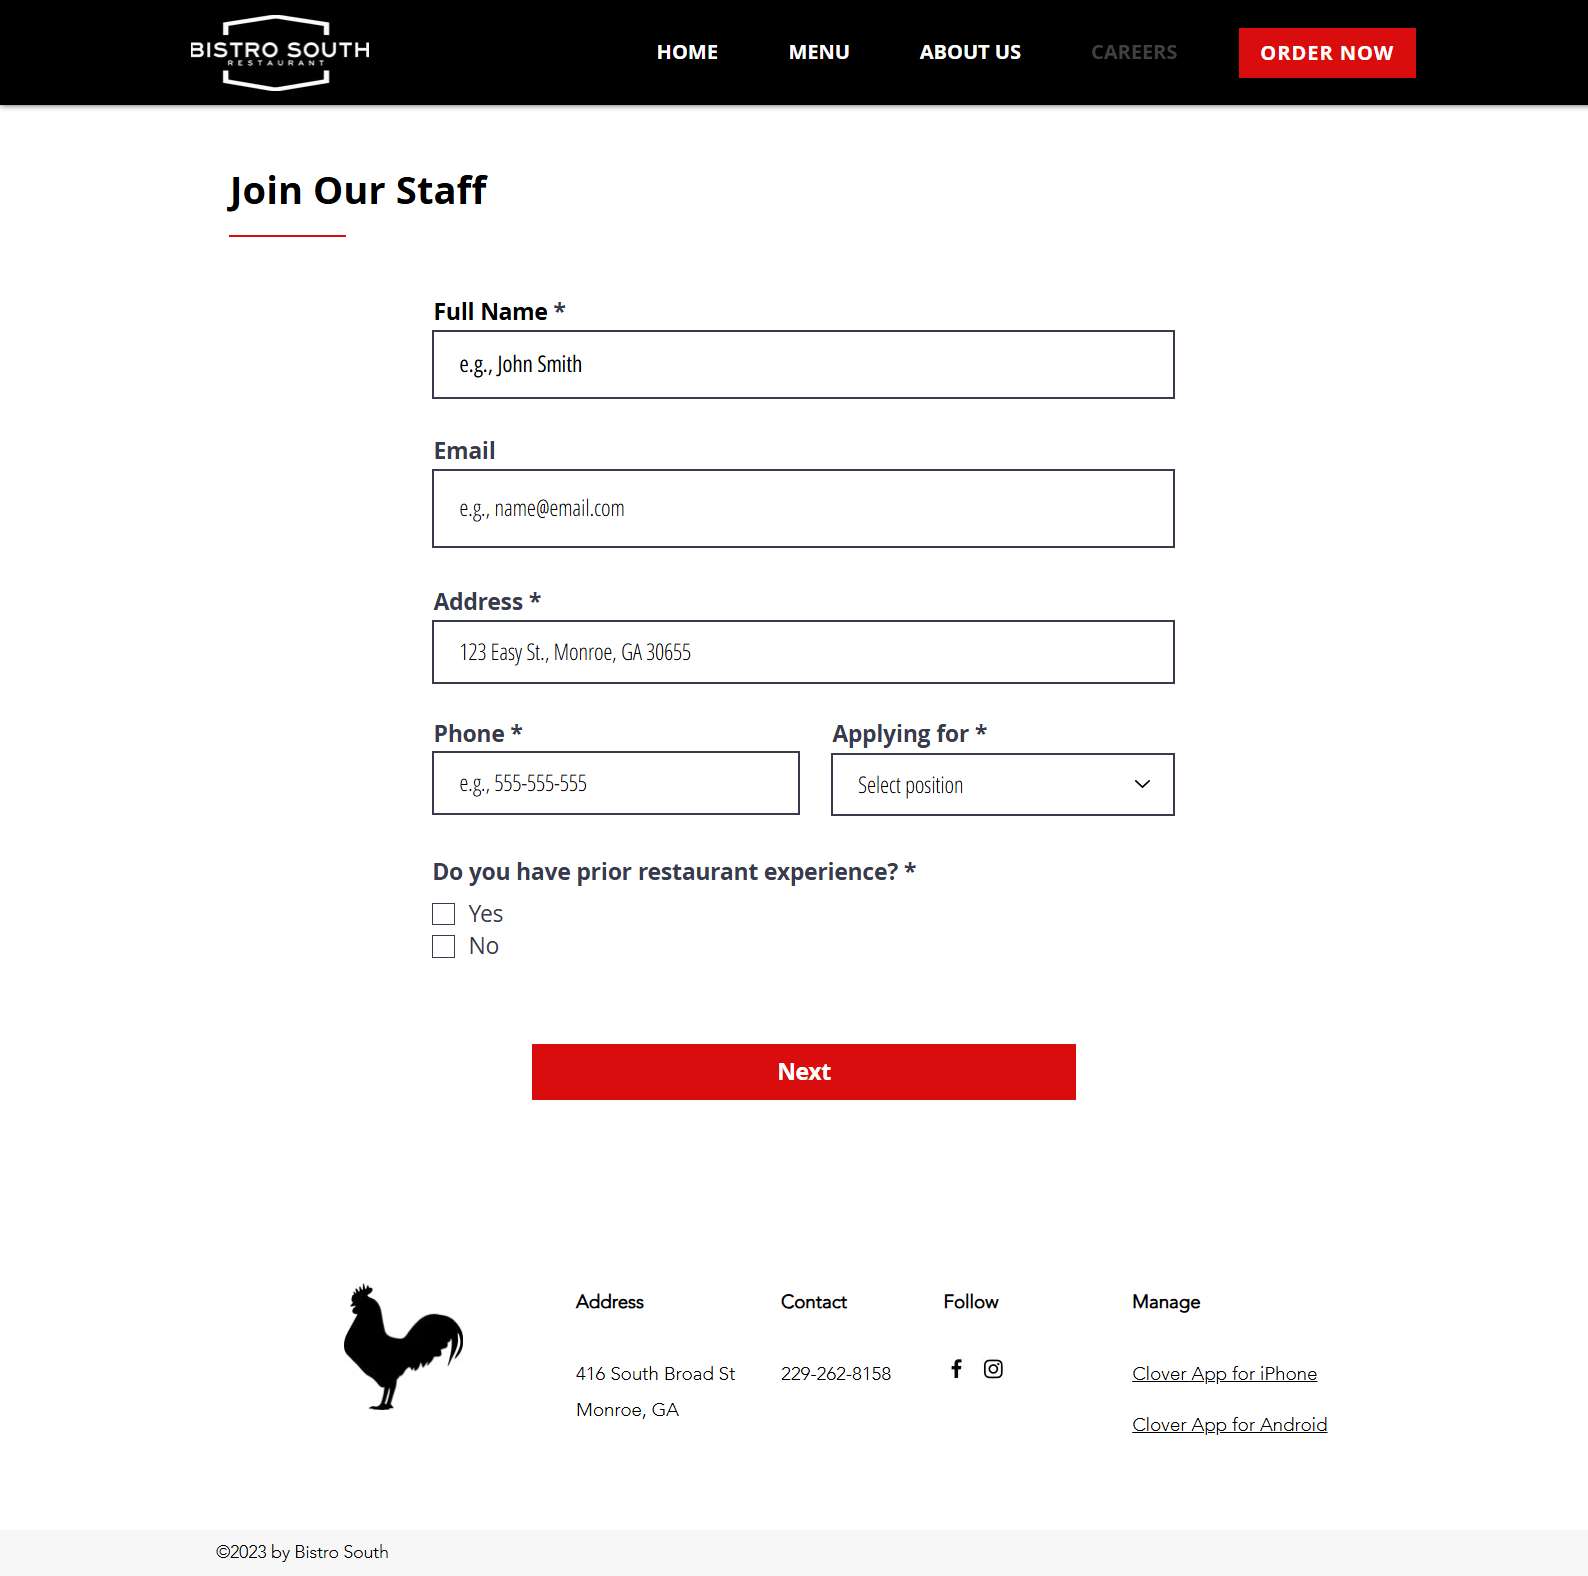 BISTRO SOUTH
RESTAURANT
HOME
MENU
ABOUT US
CAREERS
ORDER NOW
Join Our Staff
Full Name *
e.g., John Smith
Email
e.g., name@email.com
Address *
123 Easy St., Monroe, GA 30655
Phone *
Applying for *
e.g., 555-555-555
Select position
Do you have prior restaurant experience? *
Yes
No
Next
Address
416 South Broad St
Monroe, GA
Contact
229-262-8158
Follow
Manage
Clover App for iPhone
Clover App for Android
©2023 by Bistro South